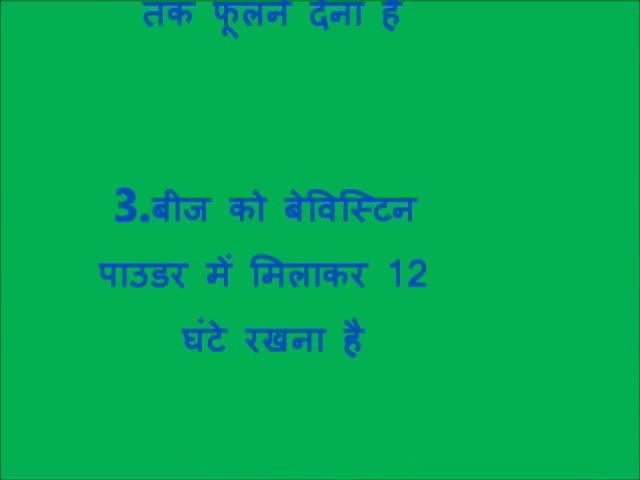 तक फूलने देना है
3.बीज को बेविस्टिन
पाउडर में मिलाकर 12
घंटे रखना है